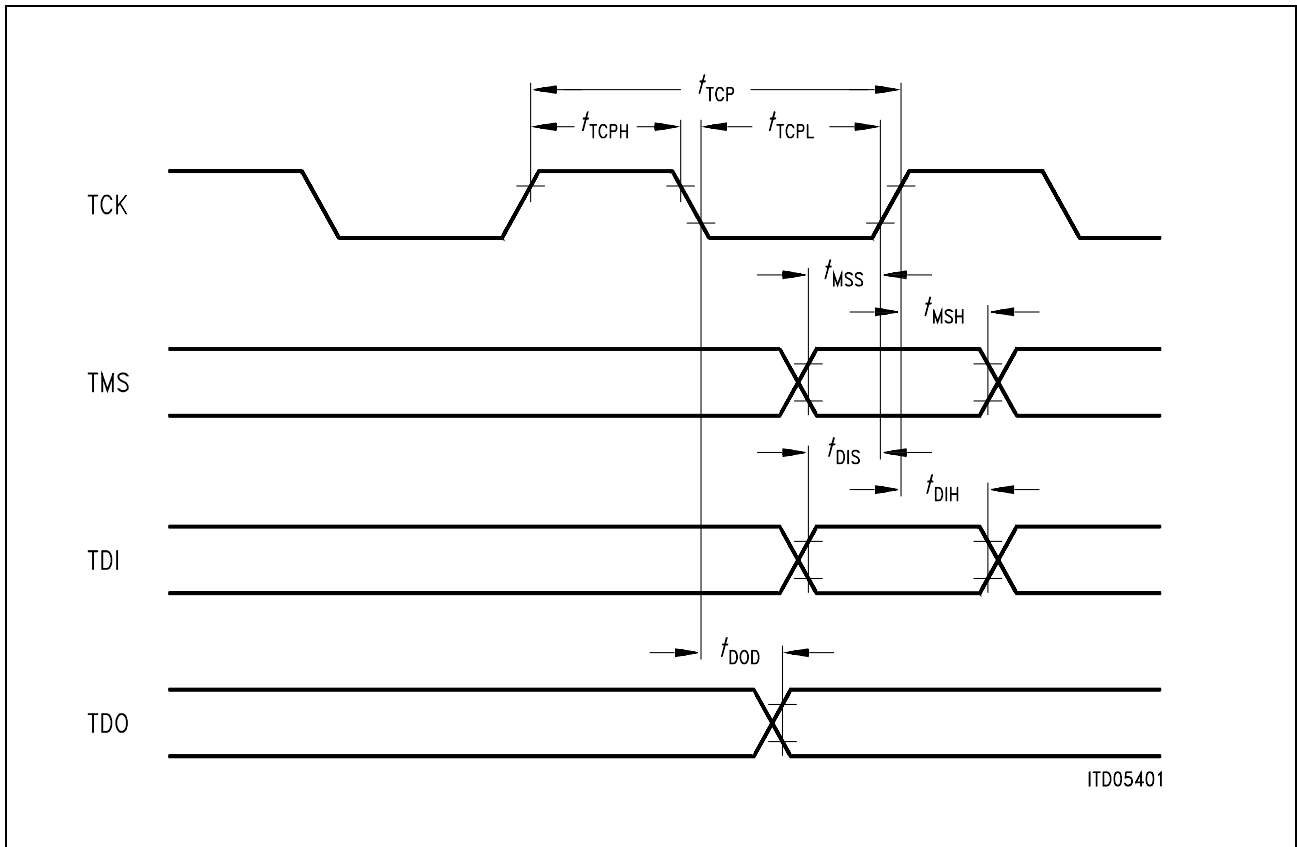 tTCP
tTCPH
tTCPL
TCK
tMSS
tMSH
TMS
tDIS
tDIH
TDI
tDOD
TDO
ITD05401